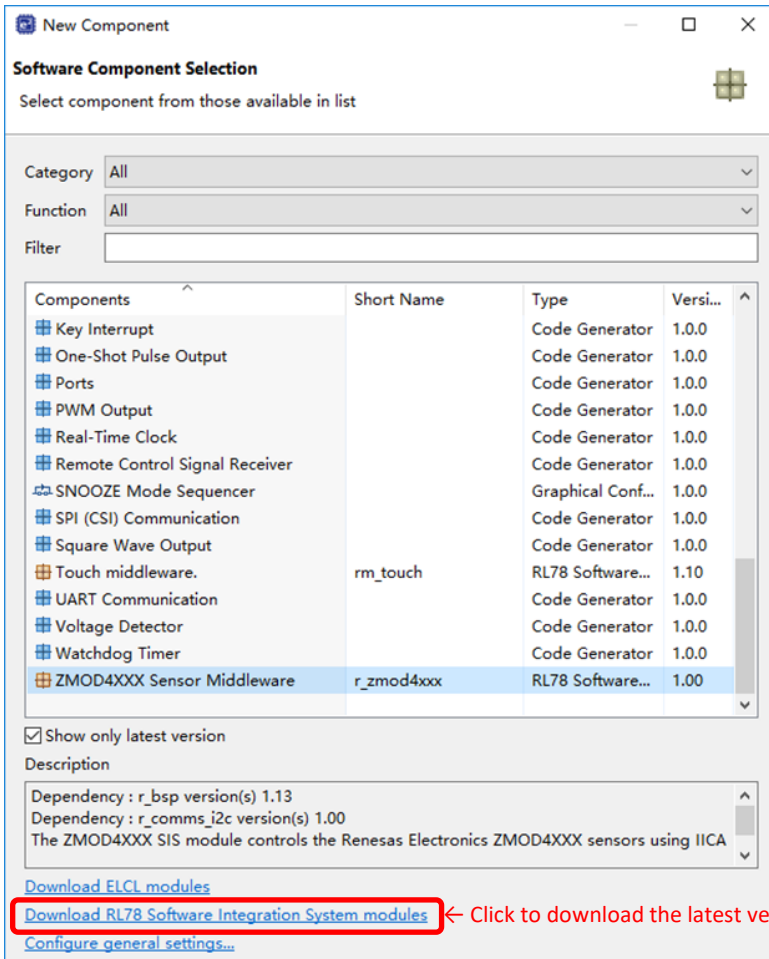 New Component
Software Component Selection
Select component from those available in list
Category All
Function All
Filter
Components Short Name Type Versi...
Key Interrupt Code Generator 1.0.0
One-Shot Pulse Output Code Generator 1.0.0
Ports Code Generator 1.0.0
PWM Output Code Generator 1.0.0
Real-Time Clock Code Generator 1.0.0
Remote Control Signal Receiver Code Generator 1.0.0
SNOOZE Mode Sequencer Graphical Conf... 1.0.0
SPI (CSI) Communication Code Generator 1.0.0
Square Wave Output Code Generator 1.0.0
Touch middleware. rm_touch RL78 Software... 1.10
UART Communication Code Generator 1.0.0
Voltage Detector Code Generator 1.0.0
Watchdog Timer Code Generator 1.0.0
ZMOD4XXX Sensor Middleware r_zmod4xxx RL78 Software... 1.00
Show only latest version
Description
Dependency : r_bsp version(s) 1.13
Dependency : r_comms_i2c version(s) 1.00
The ZMOD4XXX SIS module controls the Renesas Electronics ZMOD4XXX sensors using IICA
Download ELCL modules
Download RL78 Software Integration System modules ← Click to download the latest ve
Configure general settings...